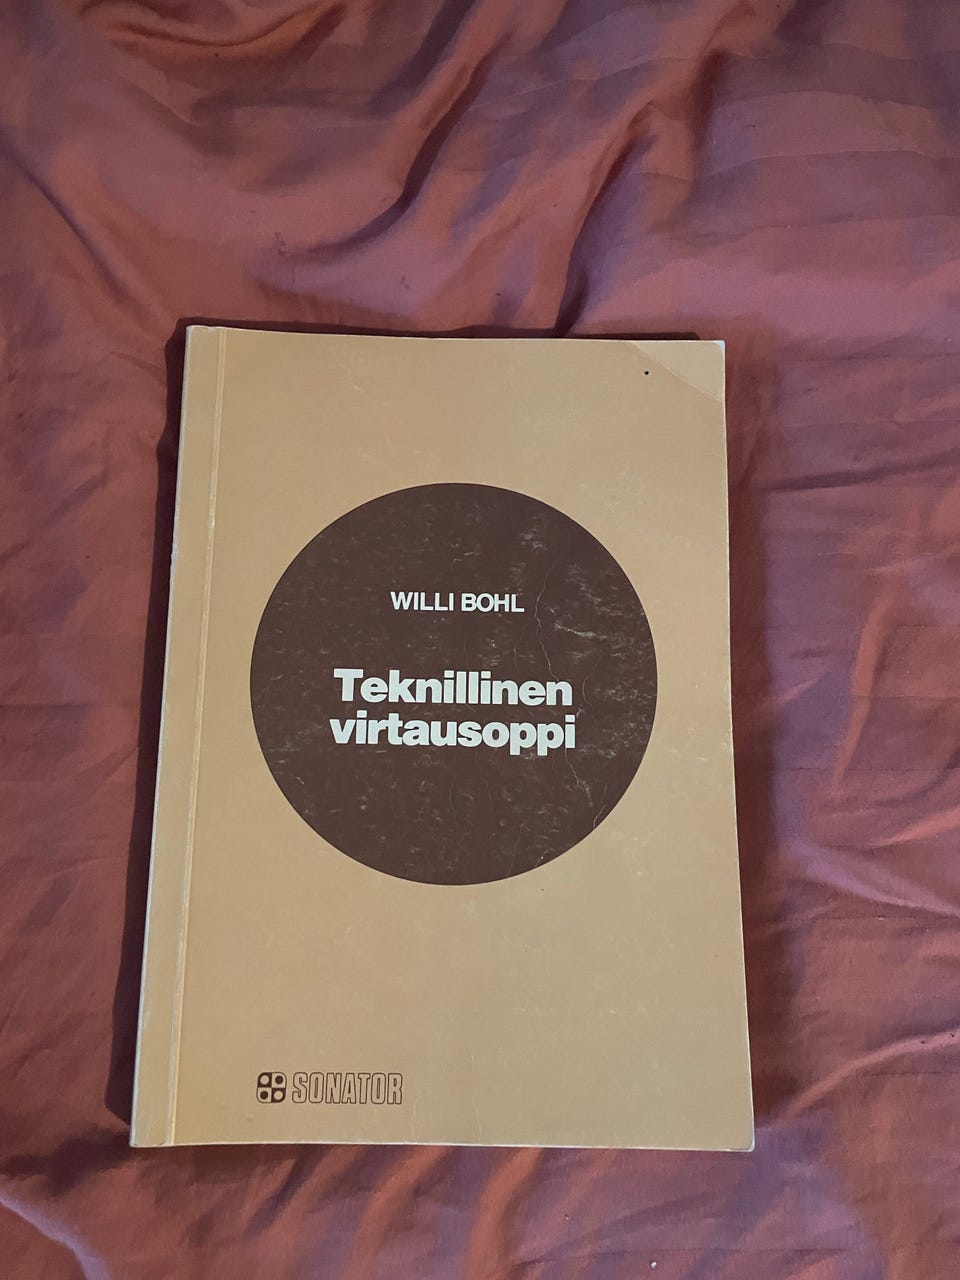 WILLI BOHL
Teknillinen
virtausoppi
SONATOR